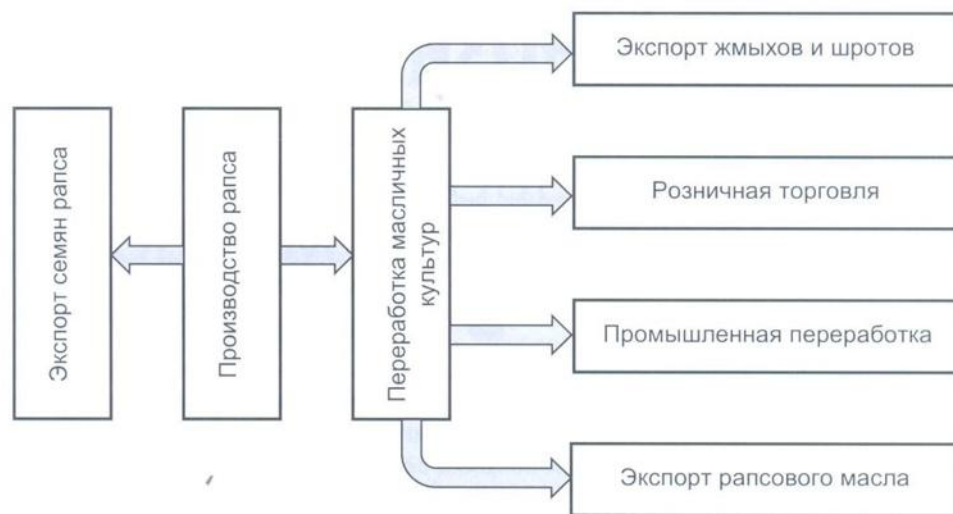 Экспорт семян рапса
Производство рапса
Переработка масличных
культур
Экспорт жмыхов и шротов
Розничная торговля
Промышленная переработка
Экспорт рапсового масла